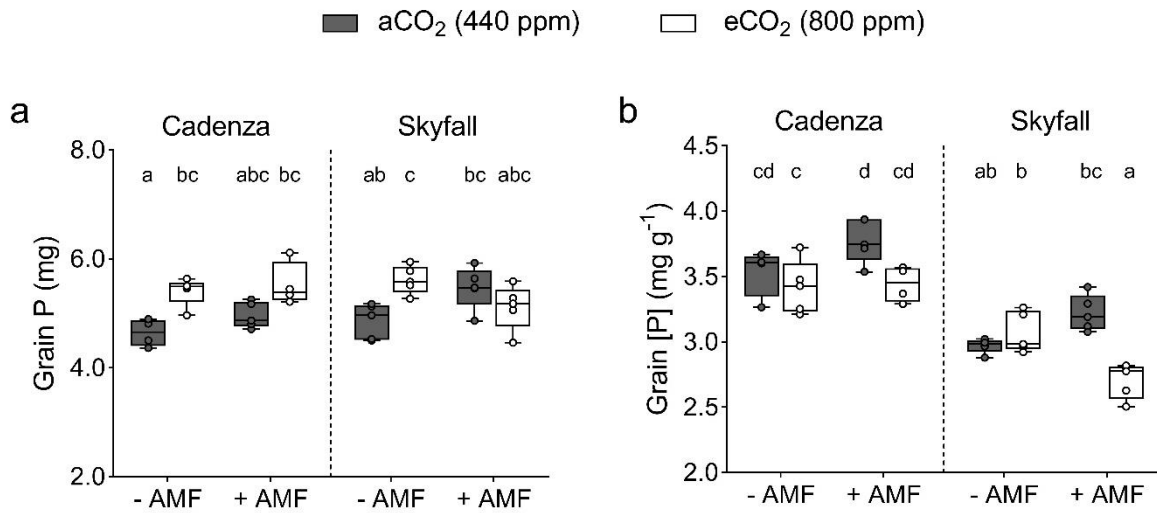 aCO₂ (440 ppm) eCO₂ (800 ppm)
a
Cadenza Skyfall
8.0
a bc abc bc ab c bc abc
6.0
4.0
2.0
Grain P (mg)
- AMF + AMF - AMF + AMF
b
Cadenza Skyfall
4.5
cd c d cd ab b bc a
4.0
3.5
3.0
2.5
2.0
Grain [P] (mg g⁻¹)
- AMF + AMF - AMF + AMF